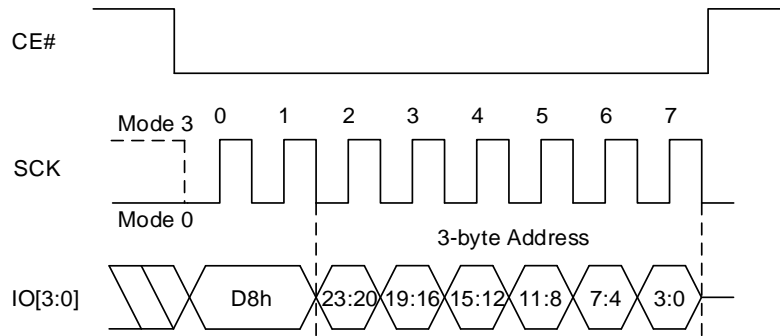 CE#
0 1 2 3 4 5 6 7
Mode 3
SCK
Mode 0
3-byte Address
IO[3:0] D8h 23:20 19:16 15:12 11:8 7:4 3:0